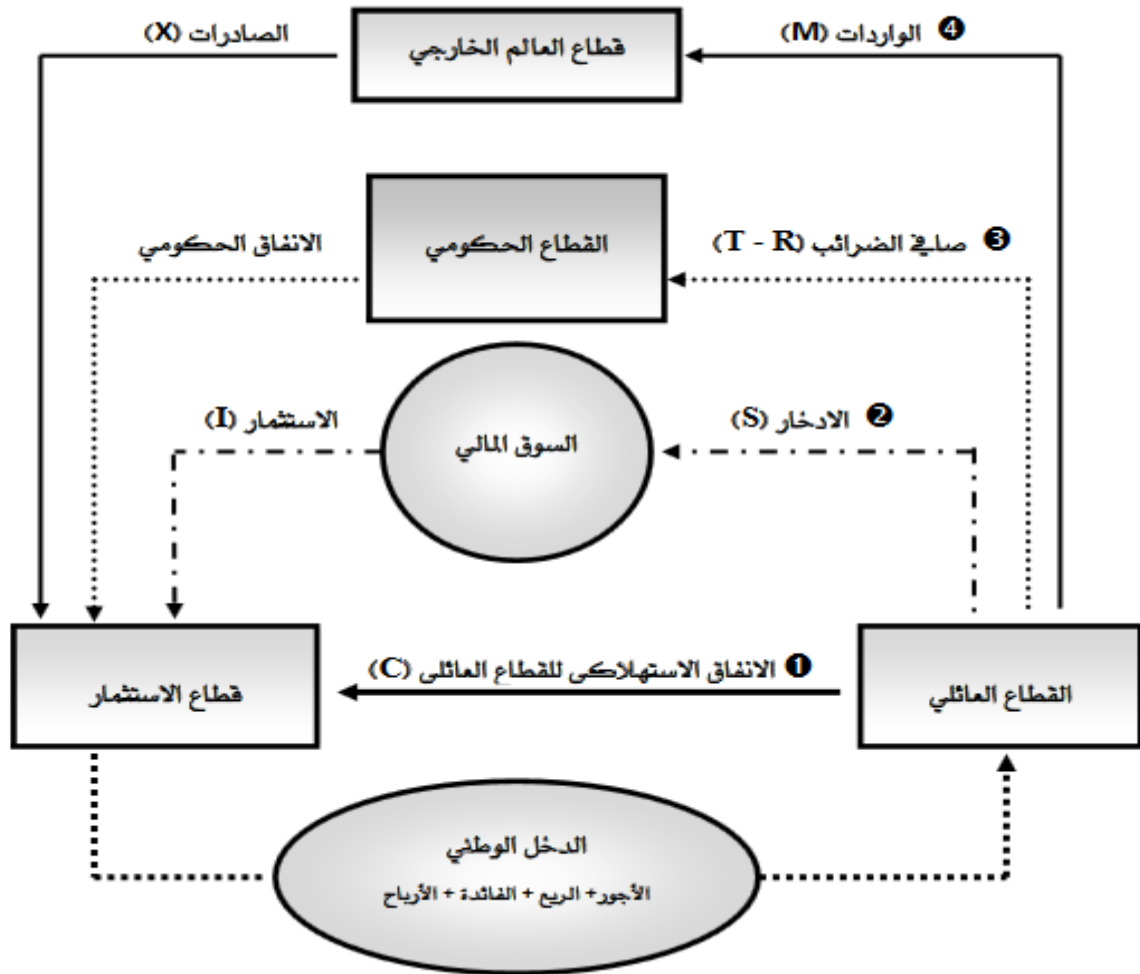 ❹ الواردات (M)
قطاع العالم الخارجي
الصادرات (X)
❸ صافي الضرائب (T - R)
القطاع الحكومي
الانفاق الحكومي
❷ الادخار (S)
السوق المالي
الاستثمار (I)
القطاع العائلي
❶ الانفاق الاستهلاكي للقطاع العائلي (C)
قطاع الاستثمار
الدخل الوطني
الأجور+ الريع + الفائدة + الأرباح